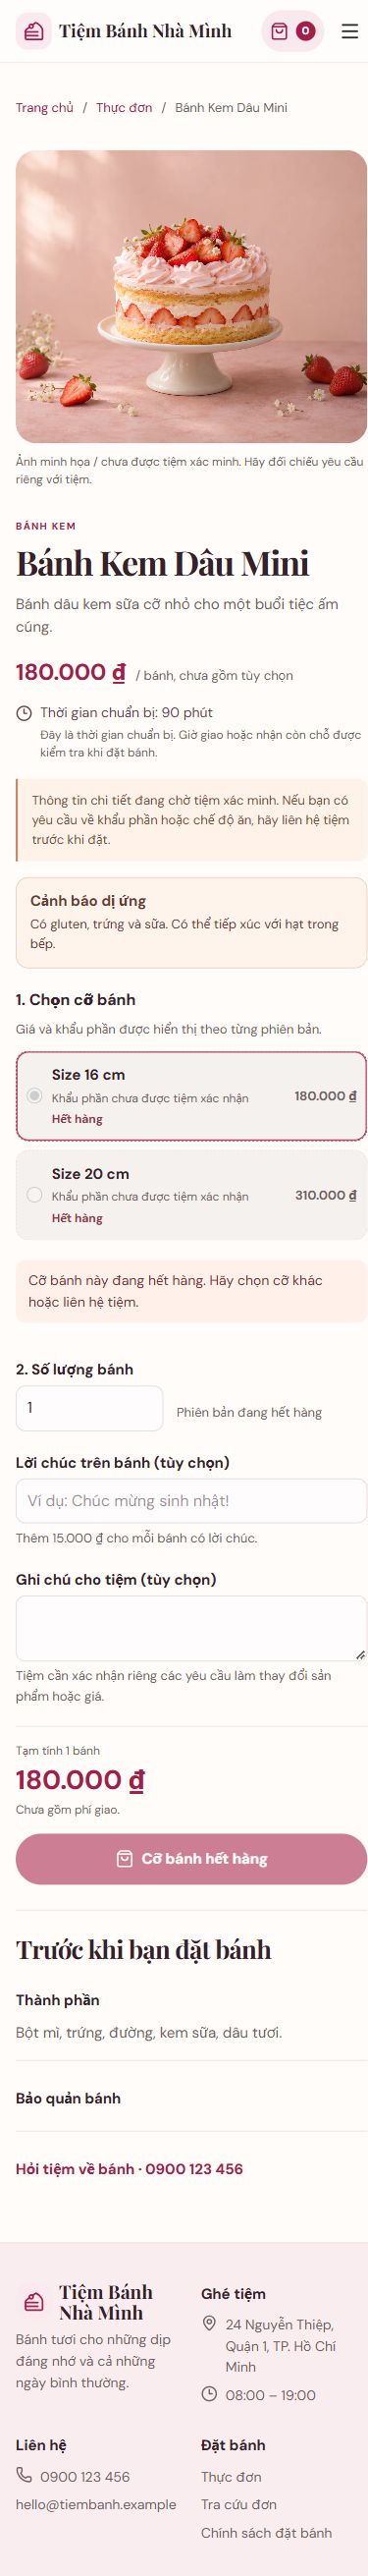 Tiệm Bánh Nhà Mình
0
Trang chủ / Thực đơn / Bánh Kem Dâu Mini
Ảnh minh họa / chưa được tiệm xác minh. Hãy đối chiếu yêu cầu
riêng với tiệm.
BÁNH KEM
Bánh Kem Dâu Mini
Bánh dâu kem sữa cỡ nhỏ cho một buổi tiệc ấm
cúng.
180.000 ₫ / bánh, chưa gồm tùy chọn
Thời gian chuẩn bị: 90 phút
Đây là thời gian chuẩn bị. Giờ giao hoặc nhận còn chỗ được
kiểm tra khi đặt bánh.
Thông tin chi tiết đang chờ tiệm xác minh. Nếu bạn có
yêu cầu về khẩu phần hoặc chế độ ăn, hãy liên hệ tiệm
trước khi đặt.
Cảnh báo dị ứng
Có gluten, trứng và sữa. Có thể tiếp xúc với hạt trong
bếp.
1. Chọn cỡ bánh
Giá và khẩu phần được hiển thị theo từng phiên bản.
Size 16 cm
Khẩu phần chưa được tiệm xác nhận
180.000 ₫
Hết hàng
Size 20 cm
Khẩu phần chưa được tiệm xác nhận
310.000 ₫
Hết hàng
Cỡ bánh này đang hết hàng. Hãy chọn cỡ khác
hoặc liên hệ tiệm.
2. Số lượng bánh
1
Phiên bản đang hết hàng
Lời chúc trên bánh (tùy chọn)
Ví dụ: Chúc mừng sinh nhật!
Thêm 15.000 ₫ cho mỗi bánh có lời chúc.
Ghi chú cho tiệm (tùy chọn)
Tiệm cần xác nhận riêng các yêu cầu làm thay đổi sản
phẩm hoặc giá.
Tạm tính 1 bánh
180.000 ₫
Chưa gồm phí giao.
Cỡ bánh hết hàng
Trước khi bạn đặt bánh
Thành phần
Bột mì, trứng, đường, kem sữa, dâu tươi.
Bảo quản bánh
Hỏi tiệm về bánh · 0900 123 456
Tiệm Bánh
Nhà Mình
Bánh tươi cho những dịp
đáng nhớ và cả những
ngày bình thường.
Ghé tiệm
24 Nguyễn Thiệp,
Quận 1, TP. Hồ Chí
Minh
08:00 – 19:00
Liên hệ
0900 123 456
hello@tiembanh.example
Đặt bánh
Thực đơn
Tra cứu đơn
Chính sách đặt bánh